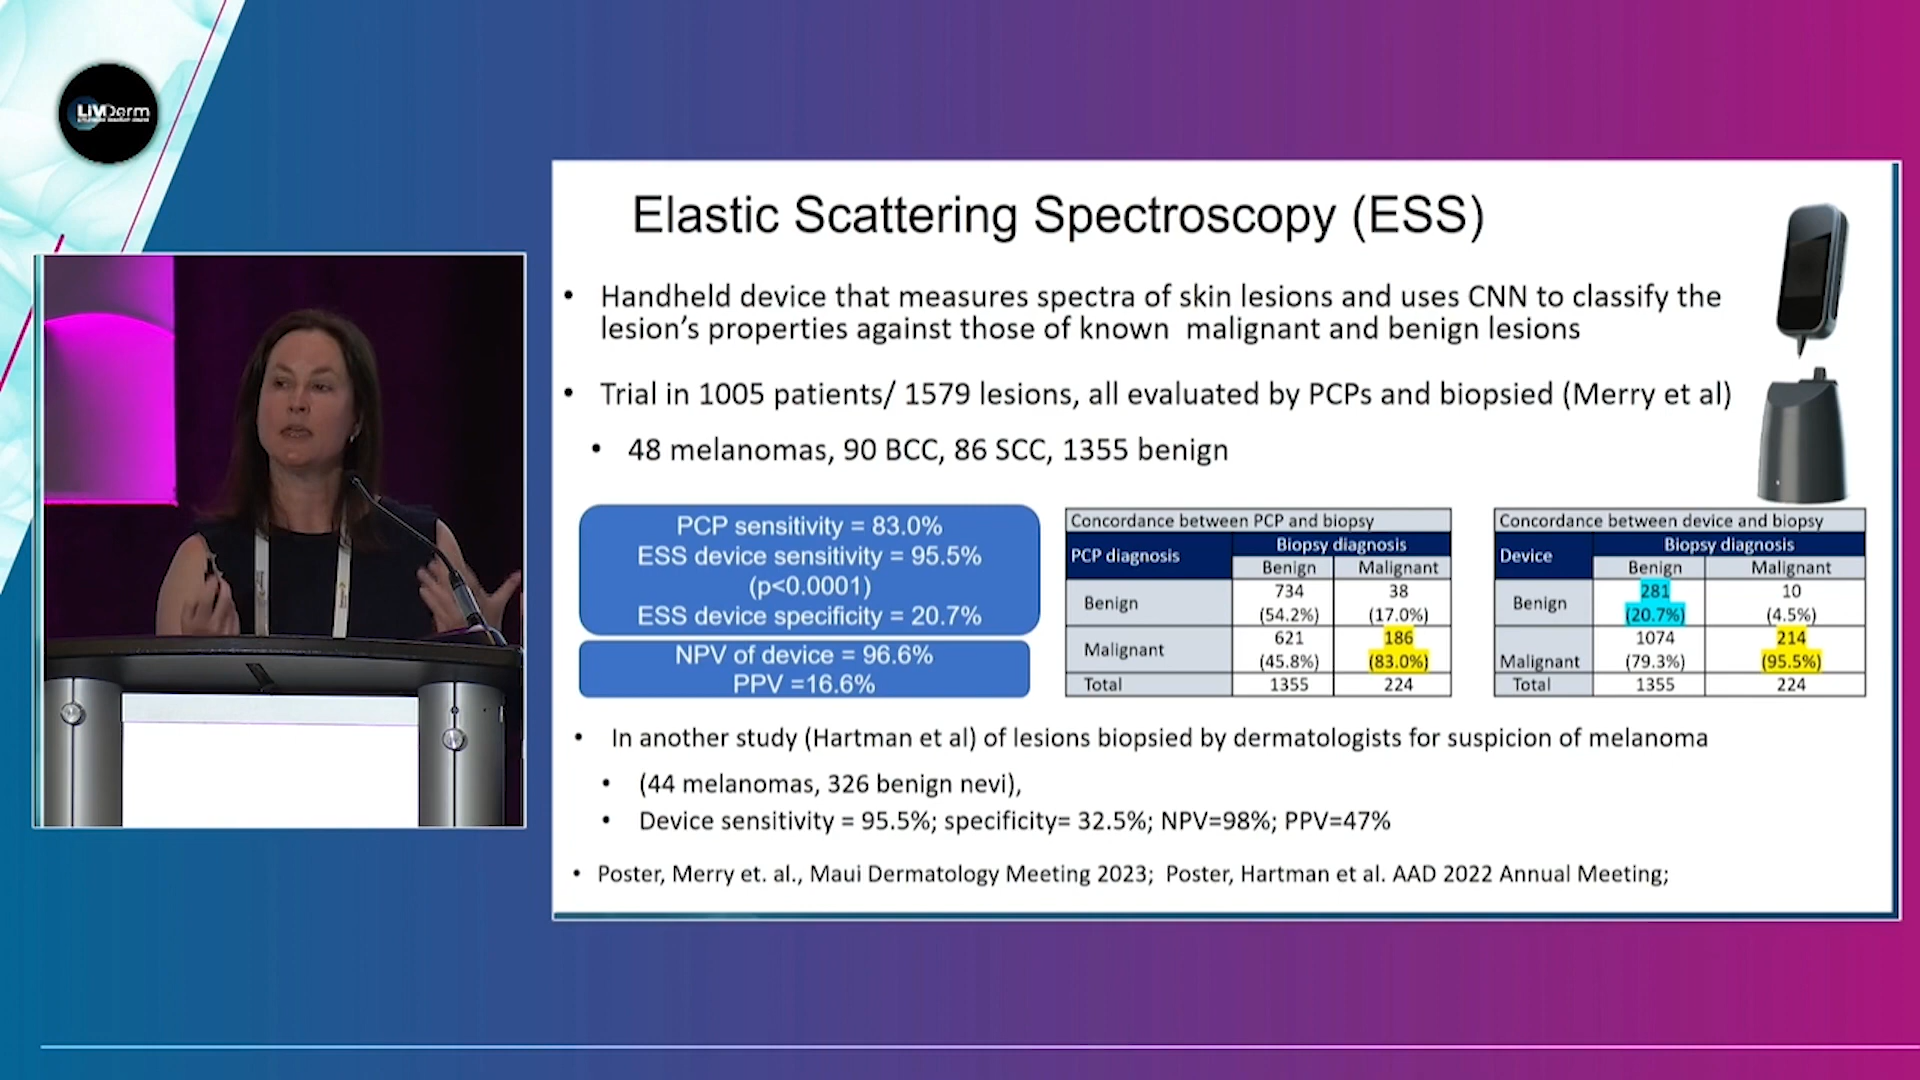 LiVDerm
Elastic Scattering Spectroscopy (ESS)
• Handheld device that measures spectra of skin lesions and uses CNN to classify the
lesion’s properties against those of known malignant and benign lesions
• Trial in 1005 patients/ 1579 lesions, all evaluated by PCPs and biopsied (Merry et al)
• 48 melanomas, 90 BCC, 86 SCC, 1355 benign
PCP sensitivity = 83.0%
ESS device sensitivity = 95.5%
(p<0.0001)
ESS device specificity = 20.7%
NPV of device = 96.6%
PPV =16.6%
Concordance between PCP and biopsy
PCP diagnosis
Biopsy diagnosis
Benign Malignant
Benign
734 38
(54.2%) (17.0%)
Malignant
621 186
(45.8%) (83.0%)
Total 1355 224
Concordance between device and biopsy
Device
Biopsy diagnosis
Benign Malignant
Benign
281 10
(20.7%) (4.5%)
1074 214
Malignant (79.3%) (95.5%)
Total 1355 224
• In another study (Hartman et al) of lesions biopsied by dermatologists for suspicion of melanoma
• (44 melanomas, 326 benign nevi),
• Device sensitivity = 95.5%; specificity= 32.5%; NPV=98%; PPV=47%
• Poster, Merry et. al., Maui Dermatology Meeting 2023; Poster, Hartman et al. AAD 2022 Annual Meeting;